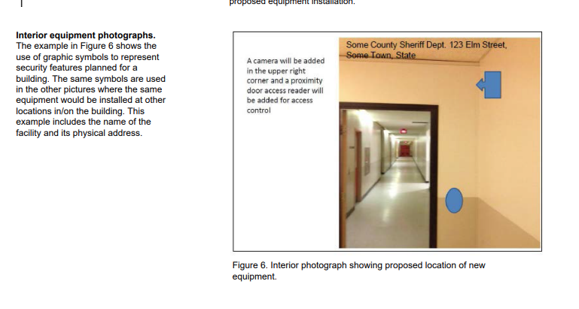 proposed equipment installation.
Interior equipment photographs.
The example in Figure 6 shows the
use of graphic symbols to represent
security features planned for a
building. The same symbols are used
in the other pictures where the same
equipment would be installed at other
locations in/on the building. This
example includes the name of the
facility and its physical address.
A camera will be added
in the upper right
corner and a proximity
door access reader will
be added for access
control
Some County Sheriff Dept. 123 Elm Street,
Some Town, State
Figure 6. Interior photograph showing proposed location of new
equipment.